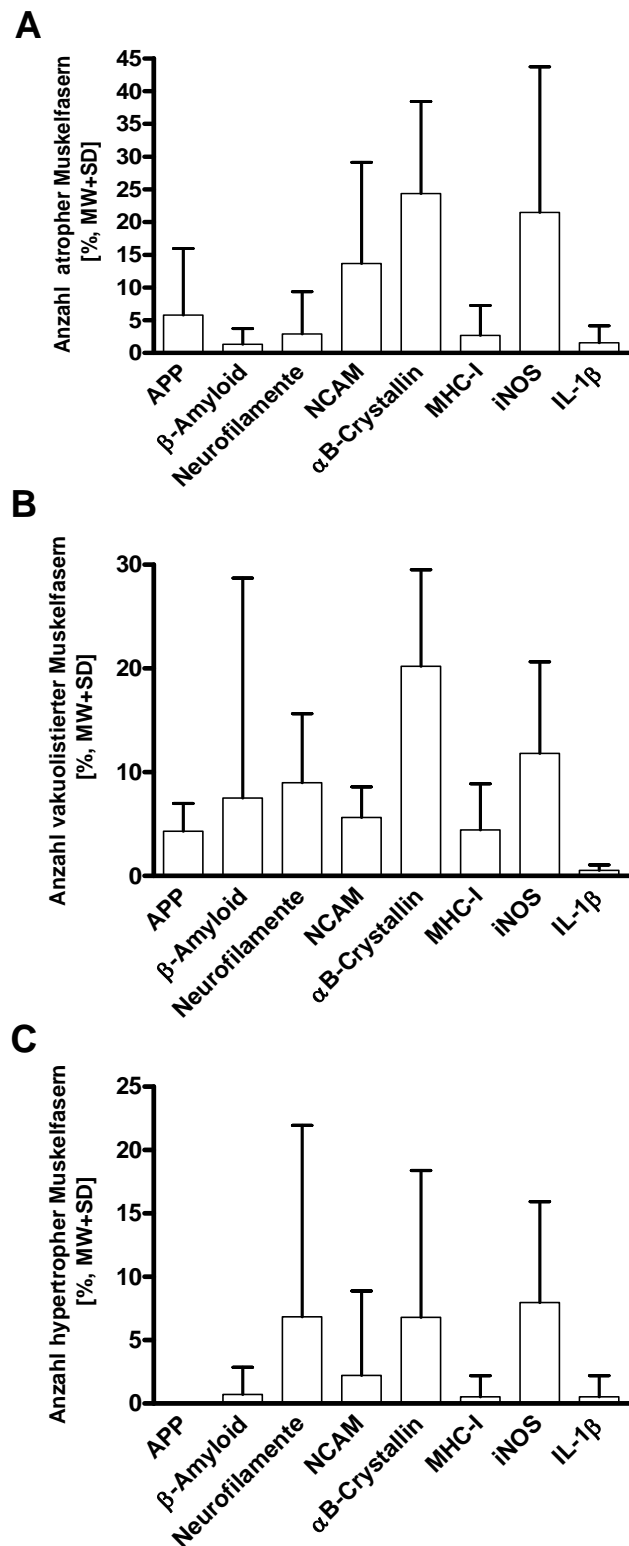 A
Anzahl atropher Muskelfasern
[%, MW+SD]
45
40
35
30
25
20
15
10
5
0
APP
β-Amyloid
Neurofilamente
NCAM
αB-Crystallin
MHC-I
iNOS
IL-1β
B
Anzahl vakuolistierter Muskelfasern
[%, MW+SD]
30
20
10
0
APP
β-Amyloid
Neurofilamente
NCAM
αB-Crystallin
MHC-I
iNOS
IL-1β
C
Anzahl hypertropher Muskelfasern
[%, MW+SD]
25
20
15
10
5
0
APP
β-Amyloid
Neurofilamente
NCAM
αB-Crystallin
MHC-I
iNOS
IL-1β